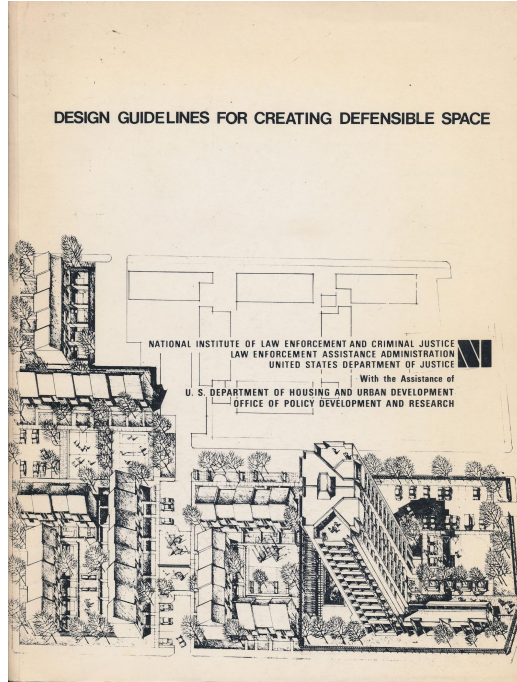 DESIGN GUIDELINES FOR CREATING DEFENSIBLE SPACE
NATIONAL INSTITUTE OF LAW ENFORCEMENT AND CRIMINAL JUSTICE
LAW ENFORCEMENT ASSISTANCE ADMINISTRATION
UNITED STATES DEPARTMENT OF JUSTICE
With the Assistance of
U. S. DEPARTMENT OF HOUSING AND URBAN DEVELOPMENT
OFFICE OF POLICY DEVELOPMENT AND RESEARCH